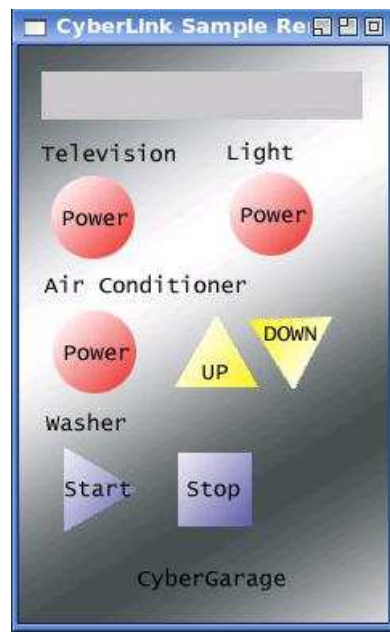 CyberLink Sample Re
Television Light
Power Power
Air Conditioner
Power UP DOWN
Washer
Start Stop
CyberGarage